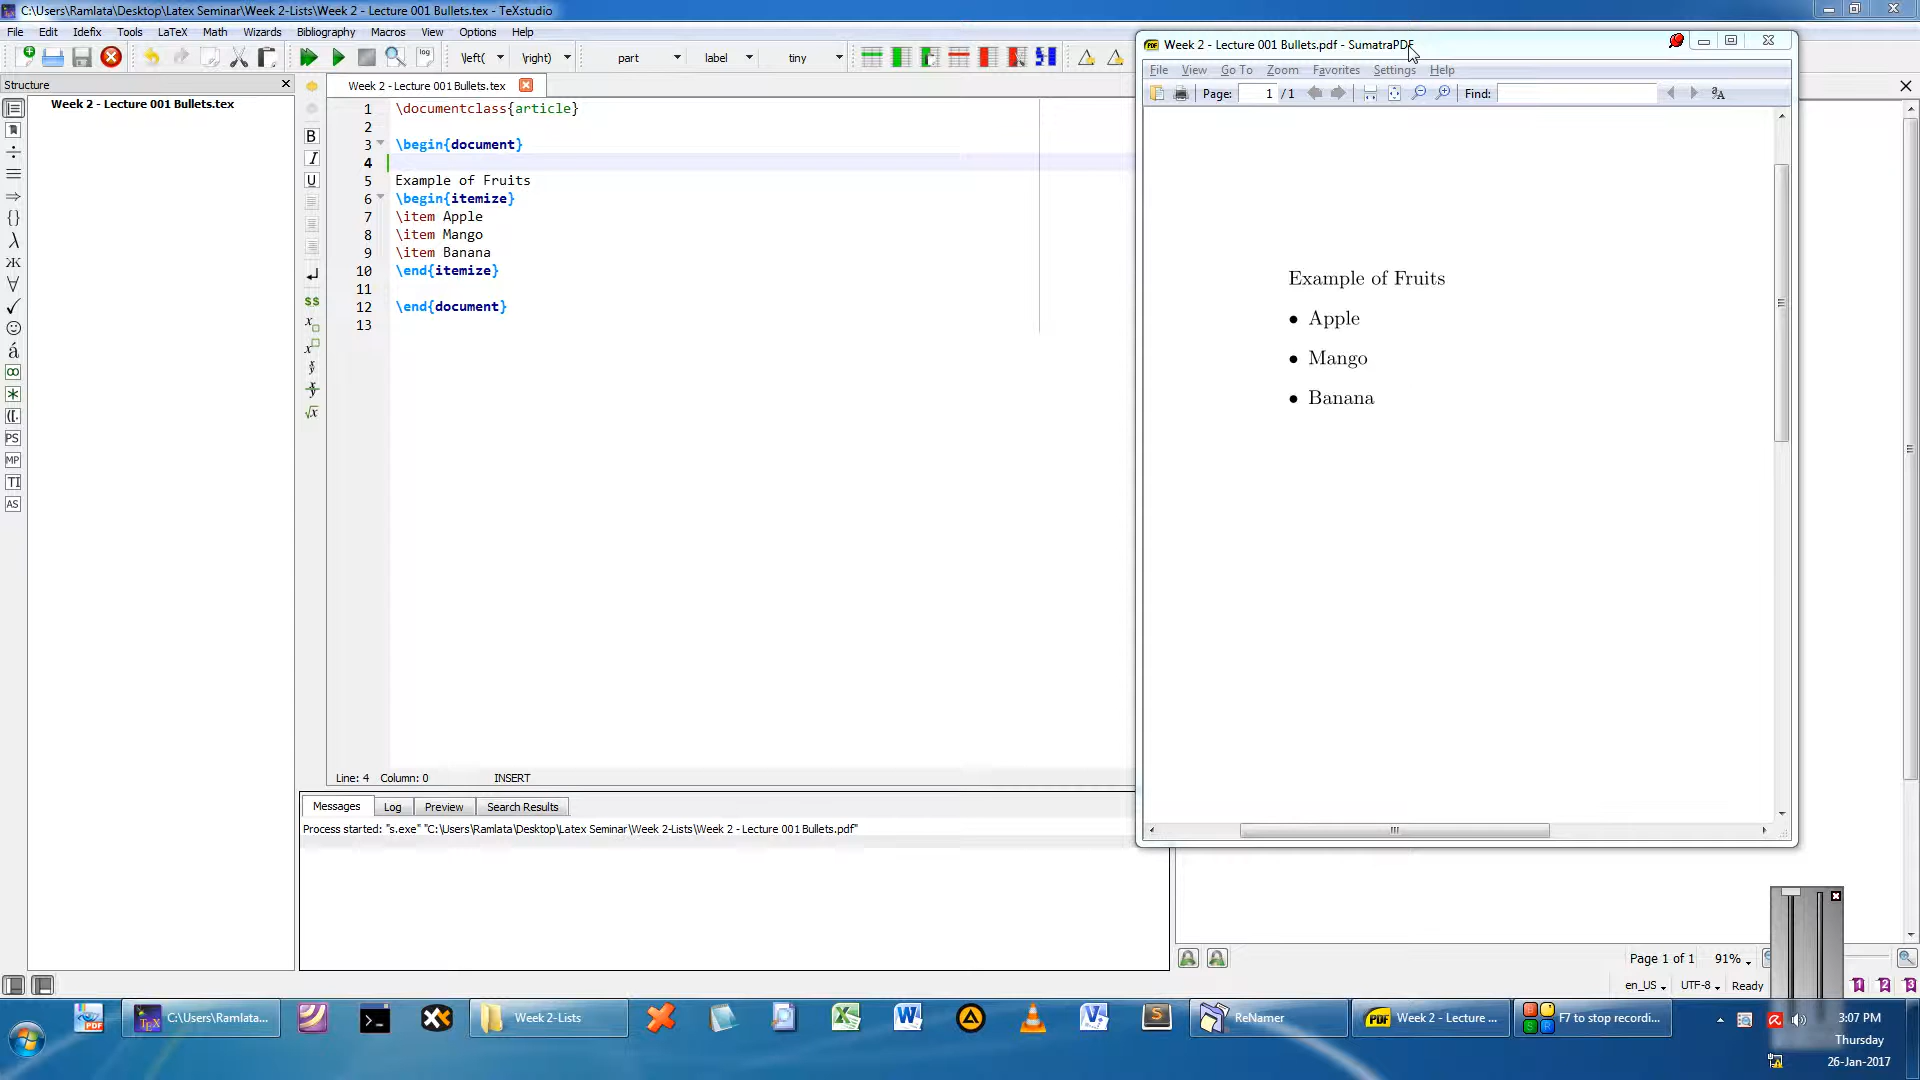 C:\Users\Ramlata\Desktop\Latex Seminar\Week 2-Lists\Week 2 - Lecture 001 Bullets.tex - TeXstudio
File Edit Idefix Tools LaTeX Math Wizards Bibliography Macros View Options Help
\left( \right) part label tiny
Structure
Week 2 - Lecture 001 Bullets.tex
Week 2 - Lecture 001 Bullets.tex
1 \documentclass{article}
2
3 \begin{document}
4
5 Example of Fruits
6 \begin{itemize}
7 \item Apple
8 \item Mango
9 \item Banana
10 \end{itemize}
11
12 \end{document}
13
Line: 4 Column: 0 INSERT
Messages Log Preview Search Results
Process started: "s.exe" "C:\Users\Ramlata\Desktop\Latex Seminar\Week 2-Lists\Week 2 - Lecture 001 Bullets.pdf"
Week 2 - Lecture 001 Bullets.pdf - SumatraPDF
File View Go To Zoom Favorites Settings Help
Page: 1 / 1 Find:
Example of Fruits
• Apple
• Mango
• Banana
Page 1 of 1 91%
en_US UTF-8 Ready
C:\Users\Ramlata...
Week 2-Lists
ReNamer
Week 2 - Lecture ...
F7 to stop recordi...
3:07 PM
Thursday
26-Jan-2017